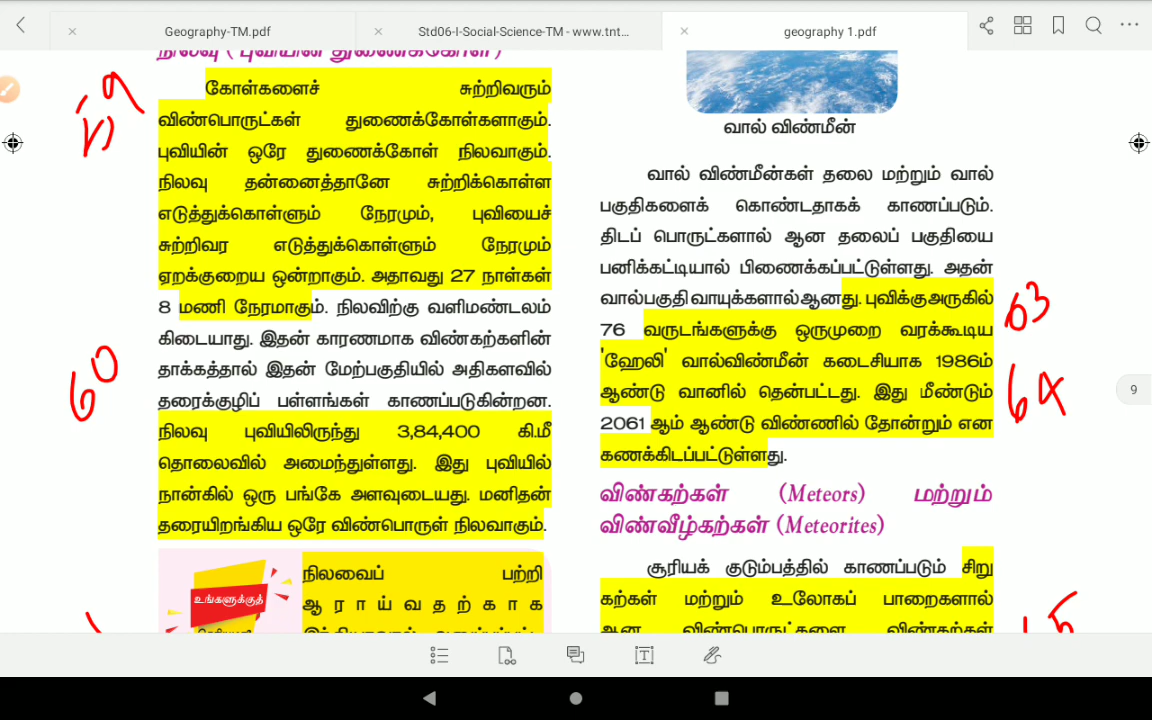 Geography-TM.pdf
Std06-I-Social-Science-TM - www.tnt...
geography 1.pdf
நிலவு (புவியின் துணைக்கோள்)
கோள்களைச் சுற்றிவரும்
விண்பொருட்கள் துணைக்கோள்களாகும்.
புவியின் ஒரே துணைக்கோள் நிலவாகும்.
நிலவு தன்னைத்தானே சுற்றிக்கொள்ள
எடுத்துக்கொள்ளும் நேரமும், புவியைச்
சுற்றிவர எடுத்துக்கொள்ளும் நேரமும்
ஏறக்குறைய ஒன்றாகும். அதாவது 27 நாள்கள்
8 மணி நேரமாகும். நிலவிற்கு வளிமண்டலம்
கிடையாது. இதன் காரணமாக விண்கற்களின்
தாக்கத்தால் இதன் மேற்பகுதியில் அதிகளவில்
தரைக்குழிப் பள்ளங்கள் காணப்படுகின்றன.
நிலவு புவியிலிருந்து 3,84,400 கி.மீ
தொலைவில் அமைந்துள்ளது. இது புவியில்
நான்கில் ஒரு பங்கே அளவுடையது. மனிதன்
தரையிறங்கிய ஒரே விண்பொருள் நிலவாகும்.
60
உங்களுக்குத்
நிலவைப் பற்றி
ஆராய்வதற்காக
வால் விண்மீன்
வால் விண்மீன்கள் தலை மற்றும் வால்
பகுதிகளைக் கொண்டதாகக் காணப்படும்.
திடப் பொருட்களால் ஆன தலைப் பகுதியை
பனிக்கட்டியால் பிணைக்கப்பட்டுள்ளது. அதன்
வால்பகுதி வாயுக்களால் ஆனது. புவிக்கு அருகில்
76 வருடங்களுக்கு ஒருமுறை வரக்கூடிய
'ஹேலி' வால்விண்மீன் கடைசியாக 1986ம்
ஆண்டு வானில் தென்பட்டது. இது மீண்டும்
2061 ஆம் ஆண்டு விண்ணில் தோன்றும் என
கணக்கிடப்பட்டுள்ளது.
63
64
9
விண்கற்கள் (Meteors) மற்றும்
விண்வீழ்கற்கள் (Meteorites)
சூரியக் குடும்பத்தில் காணப்படும் சிறு
கற்கள் மற்றும் உலோகப் பாறைகளால்
ஆன விண்பொருட்களை விண்கற்கள்